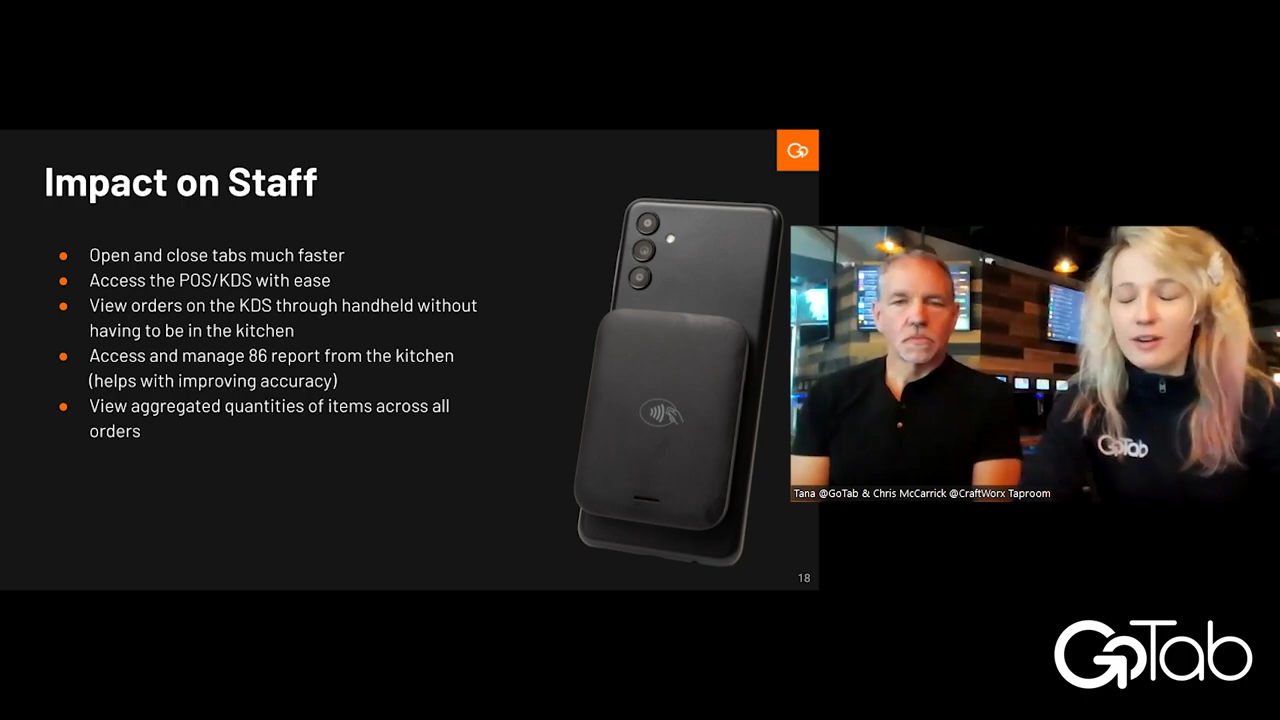 Impact on Staff
● Open and close tabs much faster
● Access the POS/KDS with ease
● View orders on the KDS through handheld without
having to be in the kitchen
● Access and manage 86 report from the kitchen
(helps with improving accuracy)
● View aggregated quantities of items across all
orders
18
GoTab
Tana @GoTab & Chris McCarrick @CraftWorx Taproom
GoTab